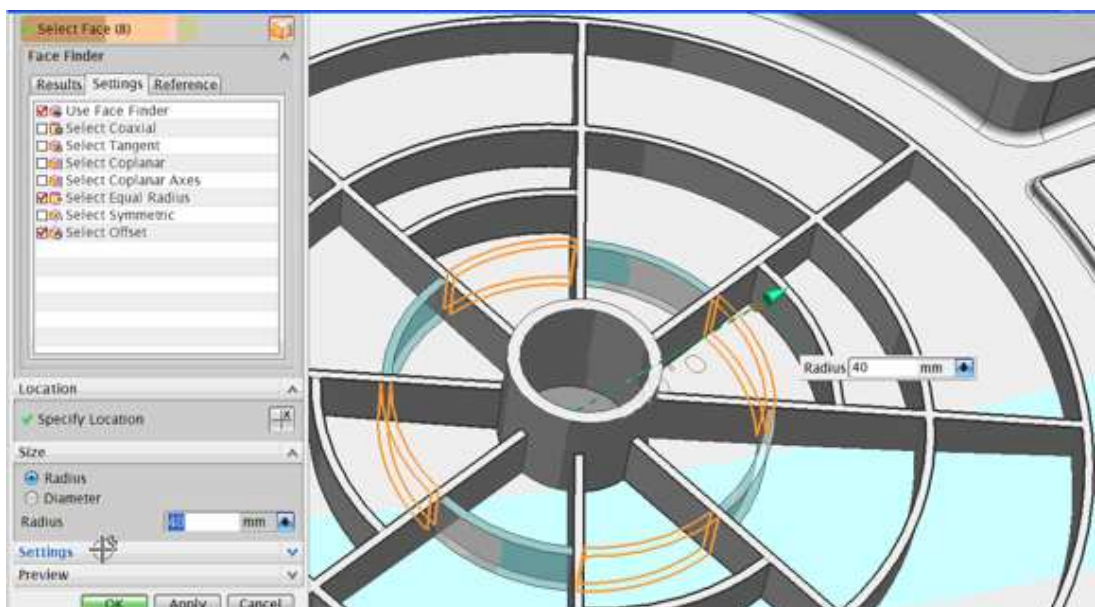 Select Face (8)
Face Finder
Results Settings Reference
Use Face Finder
Select Coaxial
Select Tangent
Select Coplanar
Select Coplanar Axes
Select Equal Radius
Select Symmetric
Select Offset
Radius 40 mm
Location
Specify Location
Size
Radius
Diameter
Radius 40 mm
Settings
Preview
OK Apply Cancel